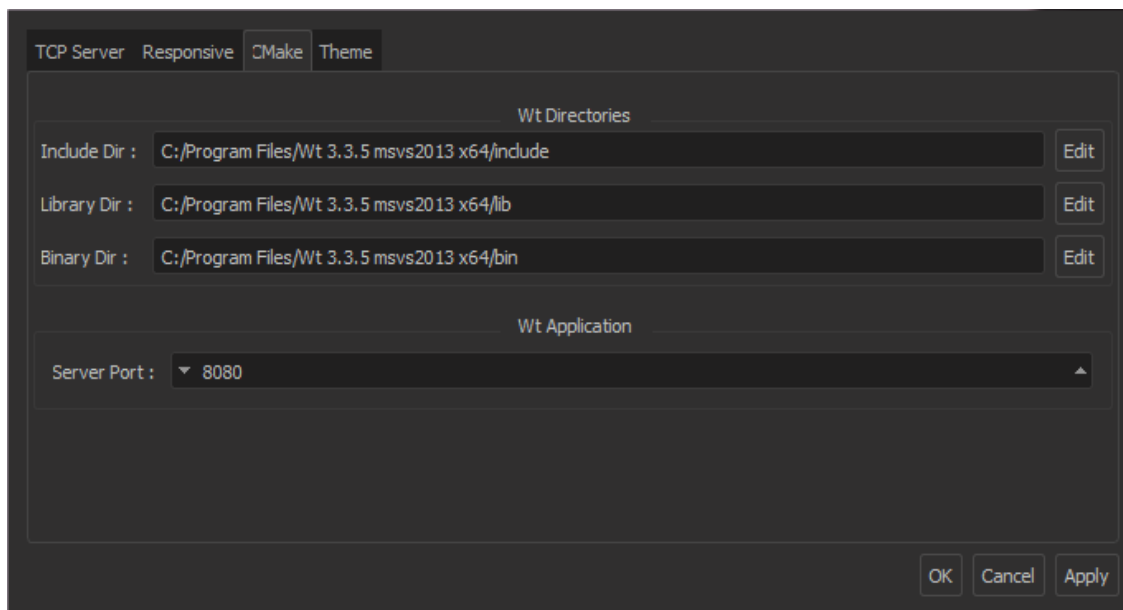 TCP Server Responsive CMake Theme
Wt Directories
Include Dir : C:/Program Files/Wt 3.3.5 msvs2013 x64/include Edit
Library Dir : C:/Program Files/Wt 3.3.5 msvs2013 x64/lib Edit
Binary Dir : C:/Program Files/Wt 3.3.5 msvs2013 x64/bin Edit
Wt Application
Server Port : 8080
OK Cancel Apply